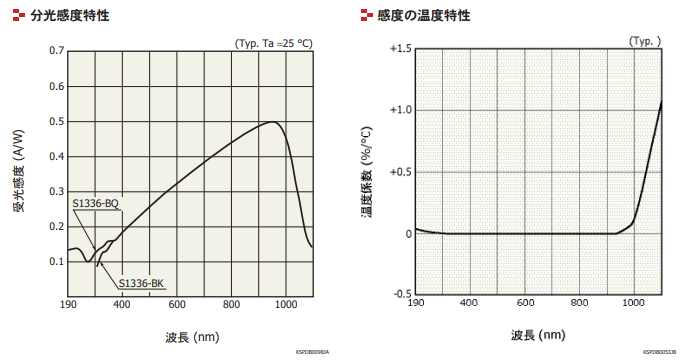 分光感度特性
(Typ. Ta =25 °C)
受光感度 (A/W)
0.7
0.6
0.5
0.4
0.3
0.2
0.1
S1336-BQ
S1336-BK
190 400 600 800 1000
波長 (nm)
KSPDB0098JA
感度の温度特性
(Typ. )
温度係数 (%/°C)
+1.5
+1.0
+0.5
0
-0.5
190 400 600 800 1000
波長 (nm)
KSPDB0053JB